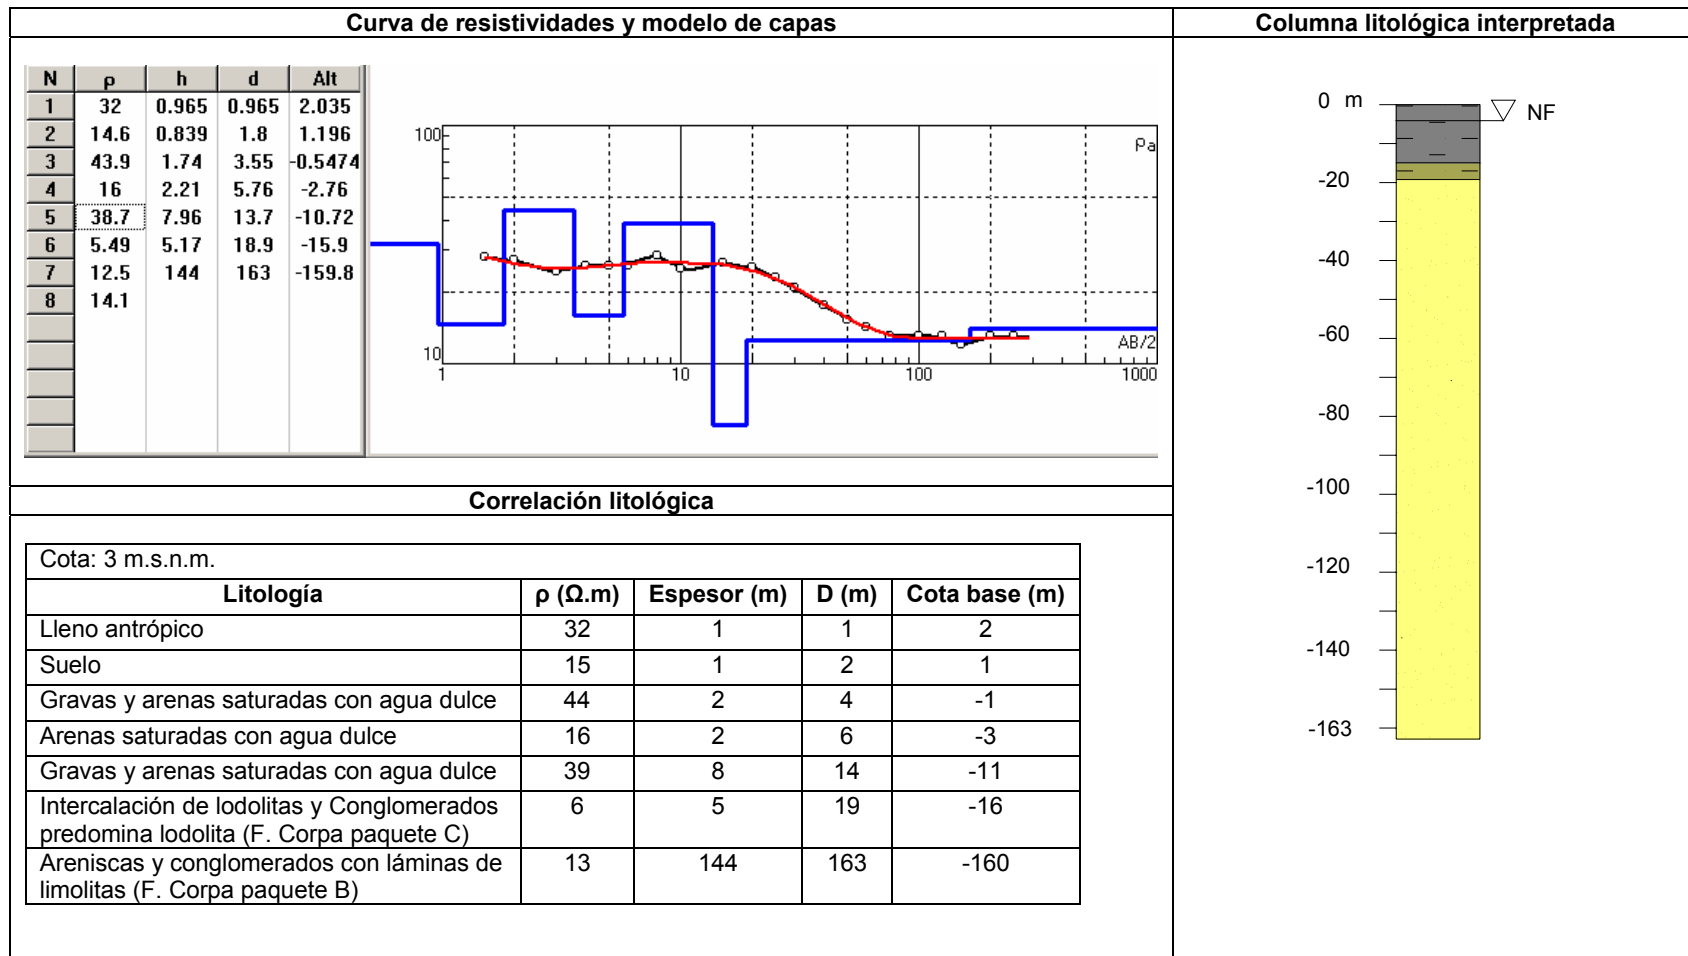 Curva de resistividades y modelo de capas
Columna litológica interpretada
N ρ h d Alt
1 32 0.965 0.965 2.035
2 14.6 0.839 1.8 1.196
3 43.9 1.74 3.55 -0.5474
4 16 2.21 5.76 -2.76
5 38.7 7.96 13.7 -10.72
6 5.49 5.17 18.9 -15.9
7 12.5 144 163 -159.8
8 14.1
100
ρa
10
AB/2
1 10 100 1000
0 m
NF
-20
-40
-60
-80
-100
-120
-140
-163
Correlación litológica
Cota: 3 m.s.n.m.
Litología ρ (Ω.m) Espesor (m) D (m) Cota base (m)
Lleno antrópico 32 1 1 2
Suelo 15 1 2 1
Gravas y arenas saturadas con agua dulce 44 2 4 -1
Arenas saturadas con agua dulce 16 2 6 -3
Gravas y arenas saturadas con agua dulce 39 8 14 -11
Intercalación de lodolitas y Conglomerados 6 5 19 -16
predomina lodolita (F. Corpa paquete C)
Areniscas y conglomerados con láminas de 13 144 163 -160
limolitas (F. Corpa paquete B)